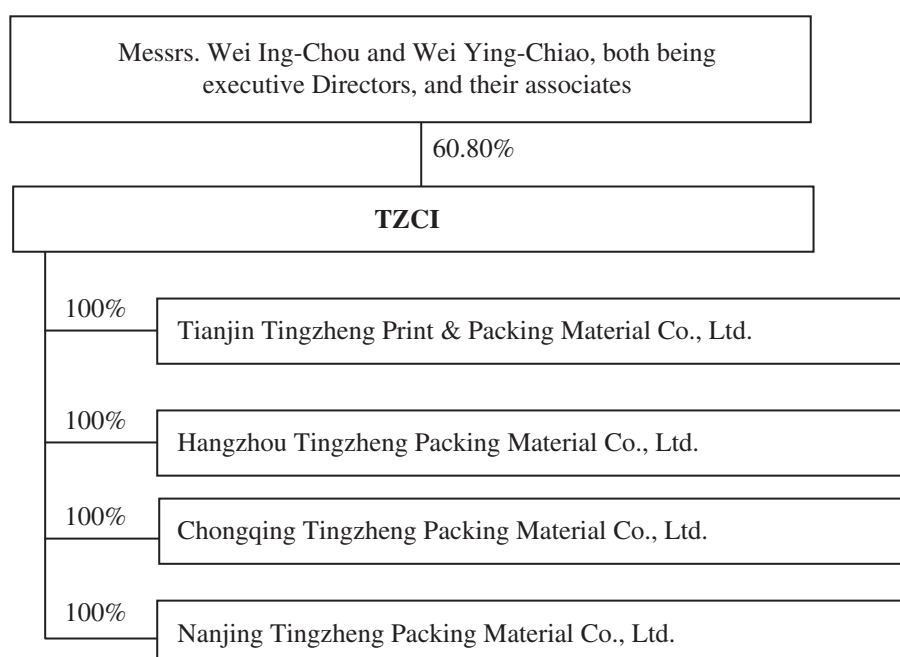 Messrs. Wei Ing-Chou and Wei Ying-Chiao, both being
executive Directors, and their associates
60.80%
TZCI
100%
Tianjin Tingzheng Print & Packing Material Co., Ltd.
100%
Hangzhou Tingzheng Packing Material Co., Ltd.
100%
Chongqing Tingzheng Packing Material Co., Ltd.
100%
Nanjing Tingzheng Packing Material Co., Ltd.